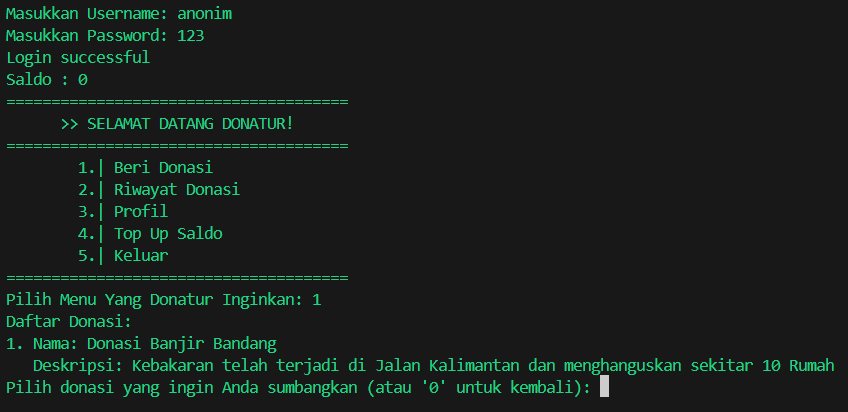 Masukkan Username: anonim
Masukkan Password: 123
Login successful
Saldo : 0
======================================
>> SELAMAT DATANG DONATUR!
======================================
1.| Beri Donasi
2.| Riwayat Donasi
3.| Profil
4.| Top Up Saldo
5.| Keluar
======================================
Pilih Menu Yang Donatur Inginkan: 1
Daftar Donasi:
1. Nama: Donasi Banjir Bandang
Deskripsi: Kebakaran telah terjadi di Jalan Kalimantan dan menghanguskan sekitar 10 Rumah
Pilih donasi yang ingin Anda sumbangkan (atau '0' untuk kembali):